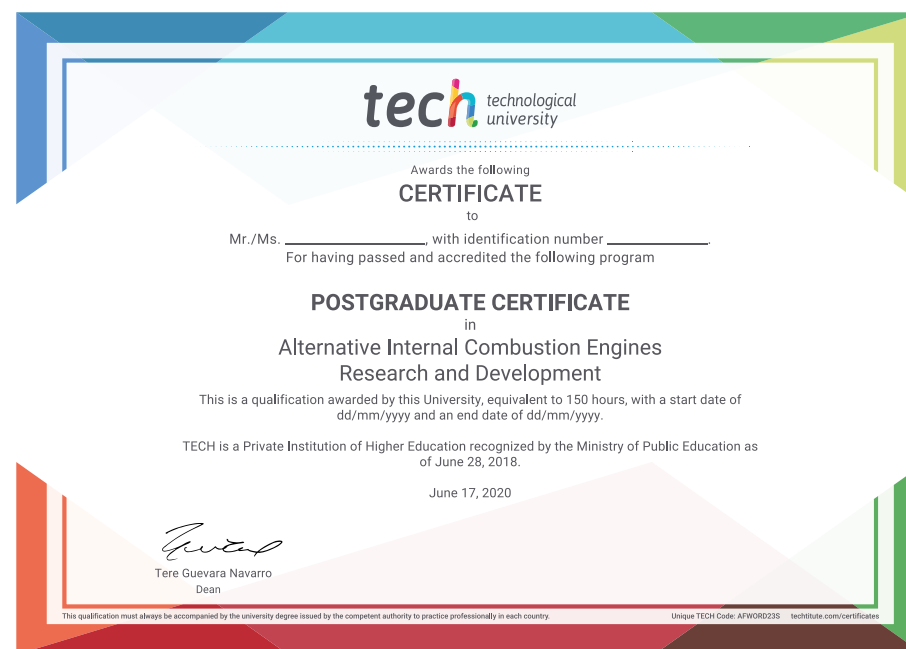 tech technological
university
Awards the following
CERTIFICATE
to
Mr./Ms. ____________________, with identification number ______________.
For having passed and accredited the following program
POSTGRADUATE CERTIFICATE
in
Alternative Internal Combustion Engines
Research and Development
This is a qualification awarded by this University, equivalent to 150 hours, with a start date of
dd/mm/yyyy and an end date of dd/mm/yyyy.
TECH is a Private Institution of Higher Education recognized by the Ministry of Public Education as
of June 28, 2018.
June 17, 2020
Tere Guevara Navarro
Dean
This qualification must always be accompanied by the university degree issued by the competent authority to practice professionally in each country.
Unique TECH Code: AFWORD23S techtitute.com/certificates